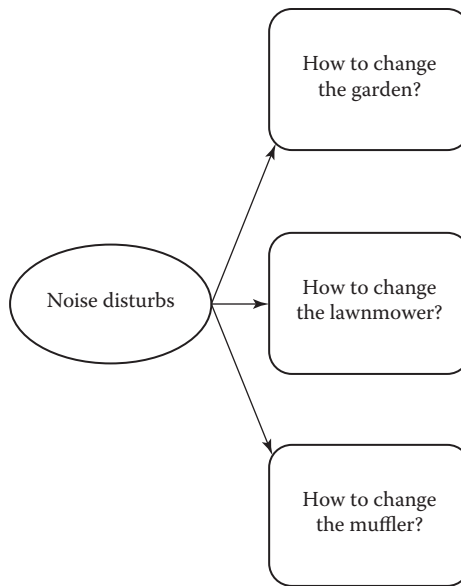 How to change
the garden?
Noise disturbs
How to change
the lawnmower?
How to change
the muffler?